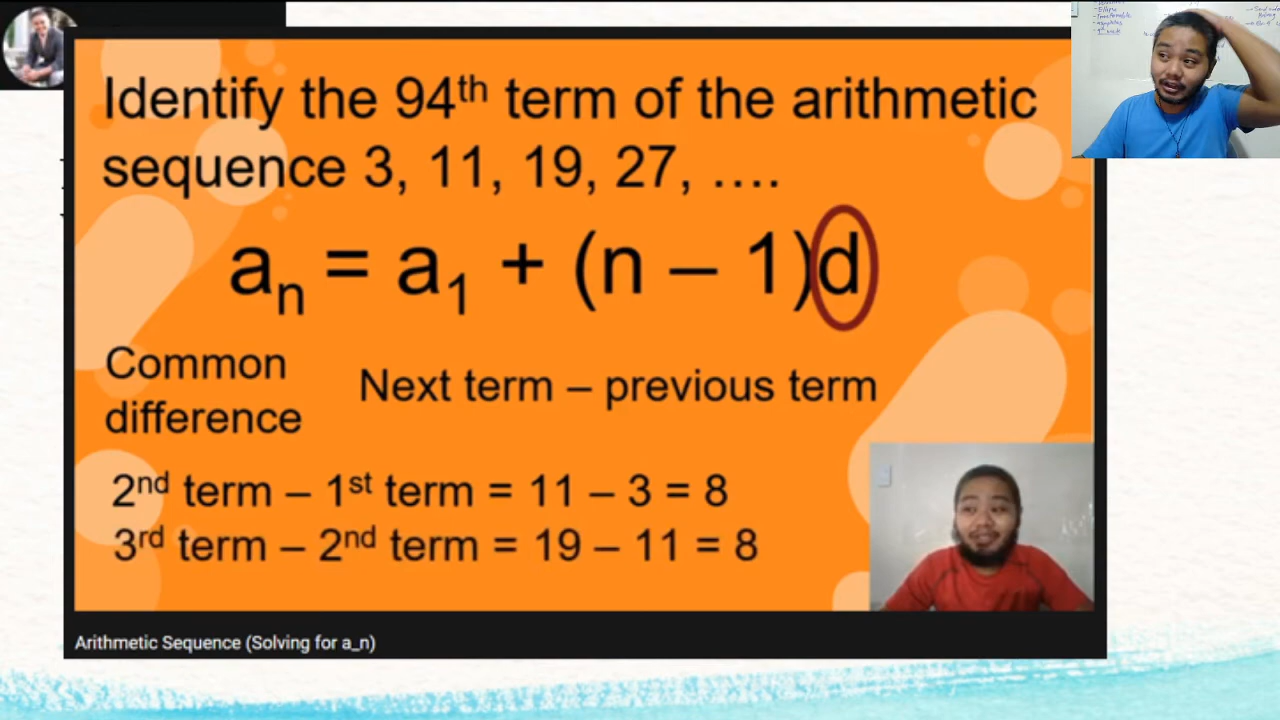 Identify the 94th term of the arithmetic
sequence 3, 11, 19, 27, ….
aₙ = a₁ + (n – 1)d
Common
difference
Next term – previous term
2nd term – 1st term = 11 – 3 = 8
3rd term – 2nd term = 19 – 11 = 8
Arithmetic Sequence (Solving for a_n)